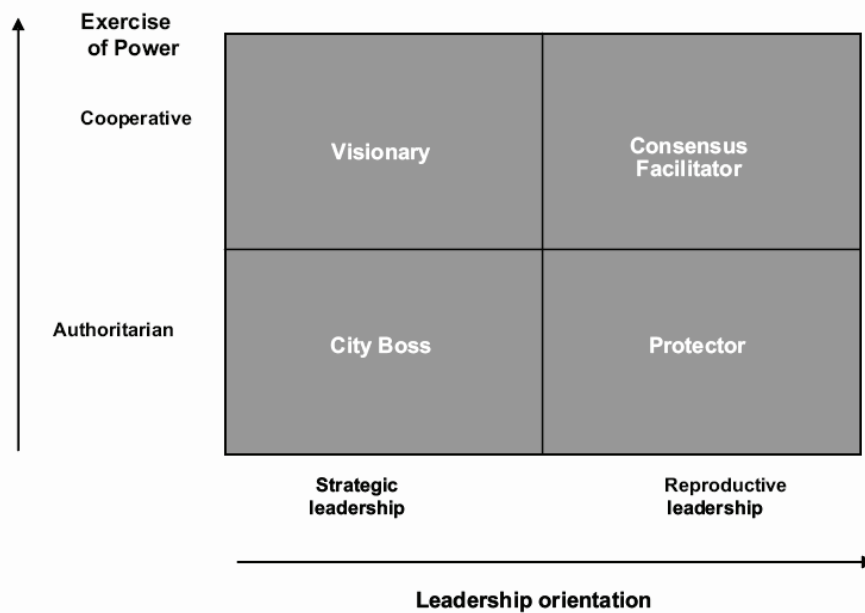 Exercise
of Power
Cooperative
Visionary
Consensus
Facilitator
Authoritarian
City Boss
Protector
Strategic
leadership
Reproductive
leadership
Leadership orientation